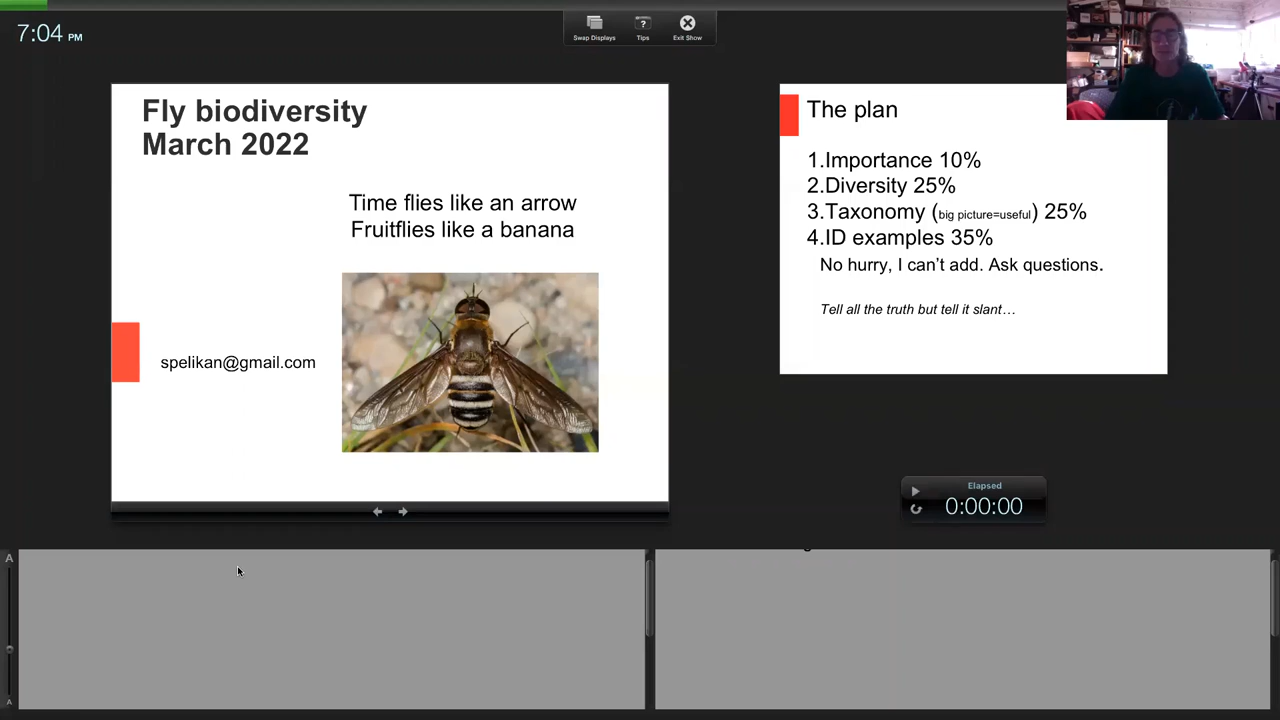 7:04 PM
Swap Displays
Tips
Exit Show
Fly biodiversity
March 2022
Time flies like an arrow
Fruitflies like a banana
spelikan@gmail.com
The plan
1.Importance 10%
2.Diversity 25%
3.Taxonomy (big picture=useful) 25%
4.ID examples 35%
No hurry, I can't add. Ask questions.
Tell all the truth but tell it slant…
Elapsed
0:00:00
A
A